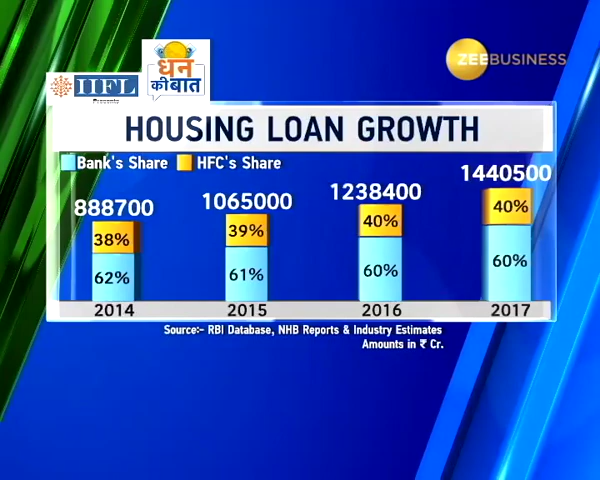 ZEEBUSINESS
धन
की बात
IIFL
Presents
HOUSING LOAN GROWTH
Bank's Share HFC's Share
888700 1065000 1238400 1440500
38% 39% 40% 40%
62% 61% 60% 60%
2014 2015 2016 2017
Source:- RBI Database, NHB Reports & Industry Estimates
Amounts in ₹ Cr.